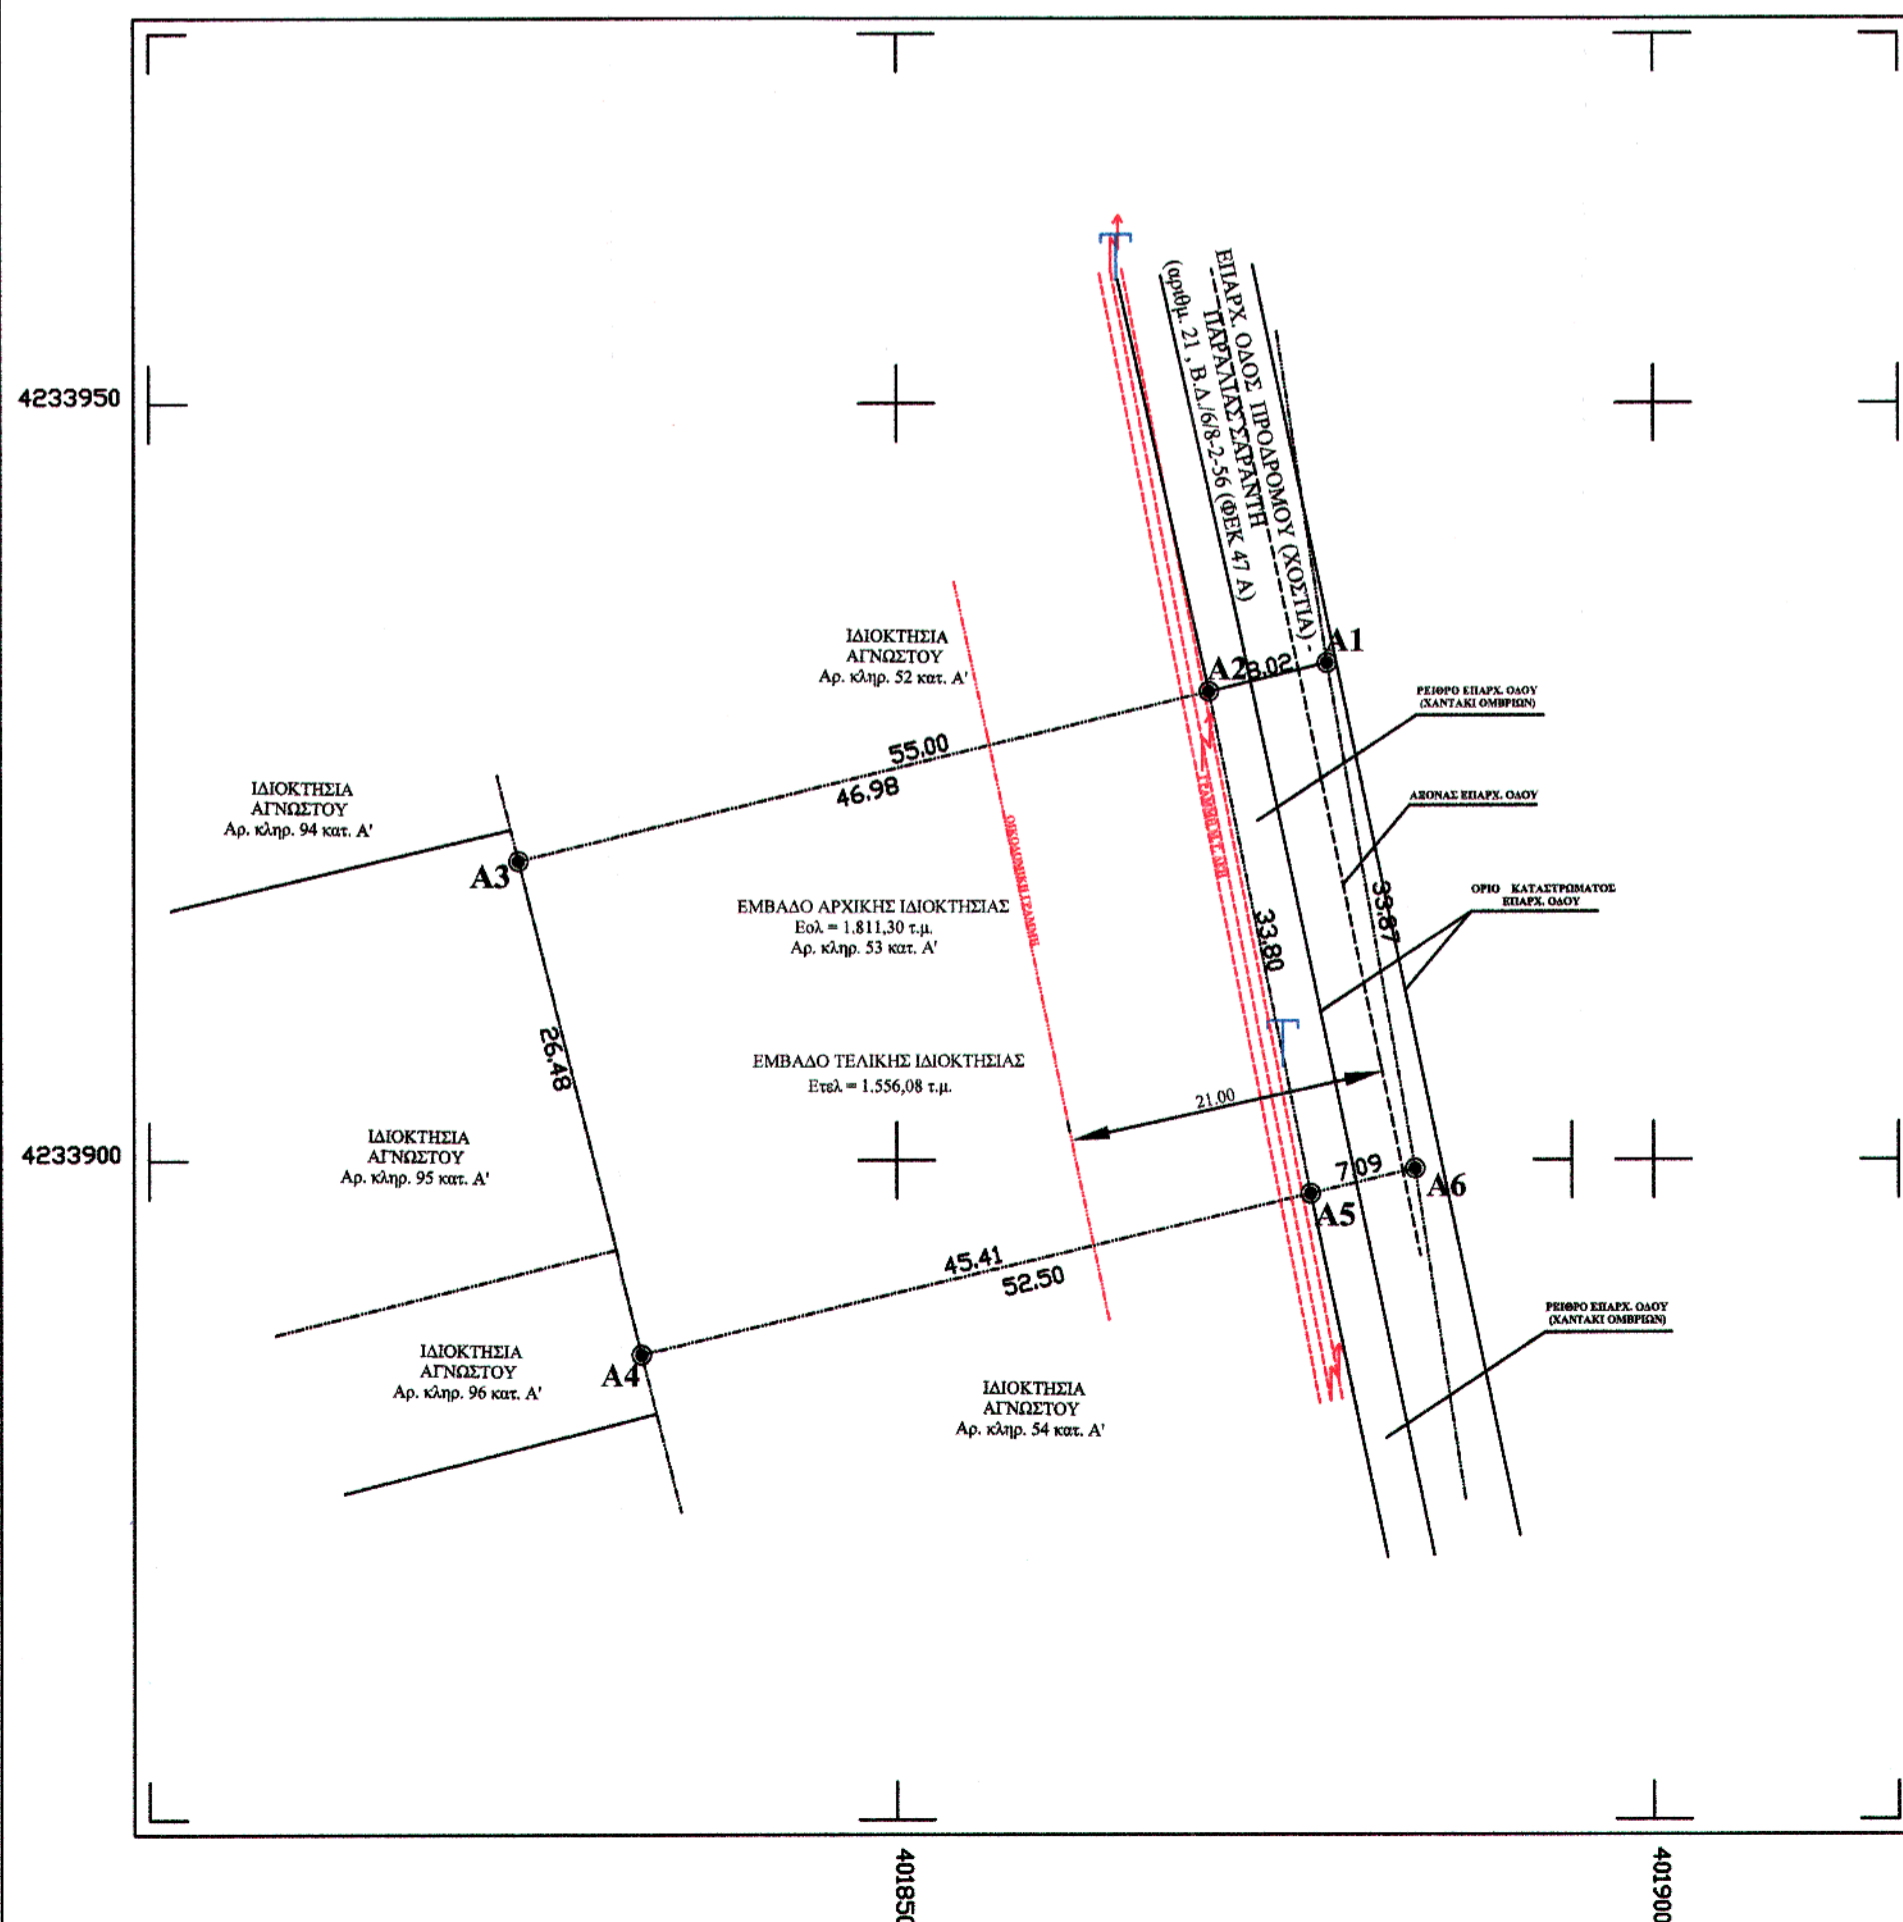 ΕΠΑΡΧ. ΟΔΟΣ ΠΡΟΔΡΟΜΟΥ (ΧΟΣΤΙΑ) -
ΠΑΡΑΛΙΑΣ ΣΑΡΑΝΤΗ
(αριθμ. 21 , Β.Δ./6/8-2-56 (ΦΕΚ 47 Α)
4233950
ΙΔΙΟΚΤΗΣΙΑ
ΑΓΝΩΣΤΟΥ
Αρ. κληρ. 52 κατ. Α'
A1
A2
8.02
ΡΕΙΘΡΟ ΕΠΑΡΧ. ΟΔΟΥ
(ΧΑΝΤΑΚΙ ΟΜΒΡΙΩΝ)
55.00
46.98
ΙΔΙΟΚΤΗΣΙΑ
ΑΓΝΩΣΤΟΥ
Αρ. κληρ. 94 κατ. Α'
ΑΞΟΝΑΣ ΕΠΑΡΧ. ΟΔΟΥ
A3
ΟΙΚΟΔΟΜΙΚΗ ΓΡΑΜΜΗ
ΟΡΙΟ ΚΑΤΑΣΤΡΩΜΑΤΟΣ
ΕΠΑΡΧ. ΟΔΟΥ
33.87
33.80
ΕΜΒΑΔΟ ΑΡΧΙΚΗΣ ΙΔΙΟΚΤΗΣΙΑΣ
Εολ = 1.811,30 τ.μ.
Αρ. κληρ. 53 κατ. Α'
26.48
ΕΜΒΑΔΟ ΤΕΛΙΚΗΣ ΙΔΙΟΚΤΗΣΙΑΣ
Ετελ = 1.556,08 τ.μ.
21.00
4233900
ΙΔΙΟΚΤΗΣΙΑ
ΑΓΝΩΣΤΟΥ
Αρ. κληρ. 95 κατ. Α'
7.09
A6
A5
45.41
52.50
ΡΕΙΘΡΟ ΕΠΑΡΧ. ΟΔΟΥ
(ΧΑΝΤΑΚΙ ΟΜΒΡΙΩΝ)
ΙΔΙΟΚΤΗΣΙΑ
ΑΓΝΩΣΤΟΥ
Αρ. κληρ. 96 κατ. Α'
A4
ΙΔΙΟΚΤΗΣΙΑ
ΑΓΝΩΣΤΟΥ
Αρ. κληρ. 54 κατ. Α'
401850
401900